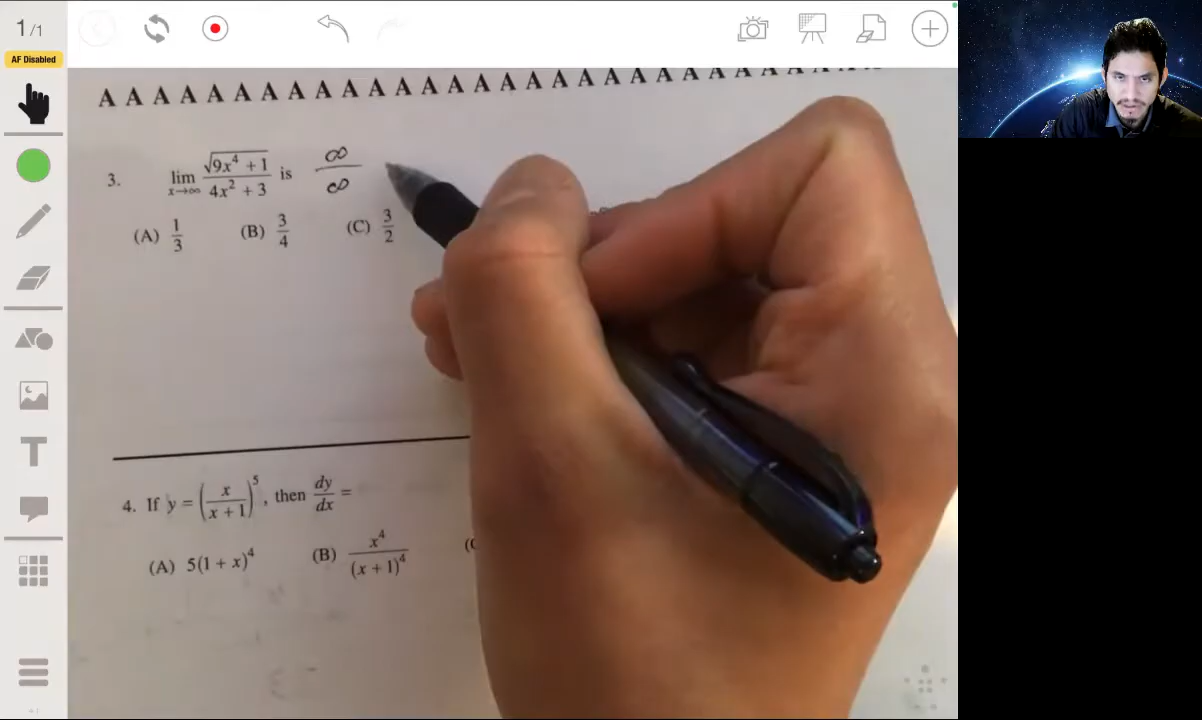 1/1
AF Disabled
A A A A A A A A A A A A A A A A A A A A A A A A A A A A
3. lim x→∞ √(9x⁴ + 1) / (4x² + 3) is ∞/∞
(A) 1/3 (B) 3/4 (C) 3/2
4. If y = (x/(x + 1))⁵, then dy/dx =
(A) 5(1 + x)⁴ (B) x⁴/(x + 1)⁴ (C
T